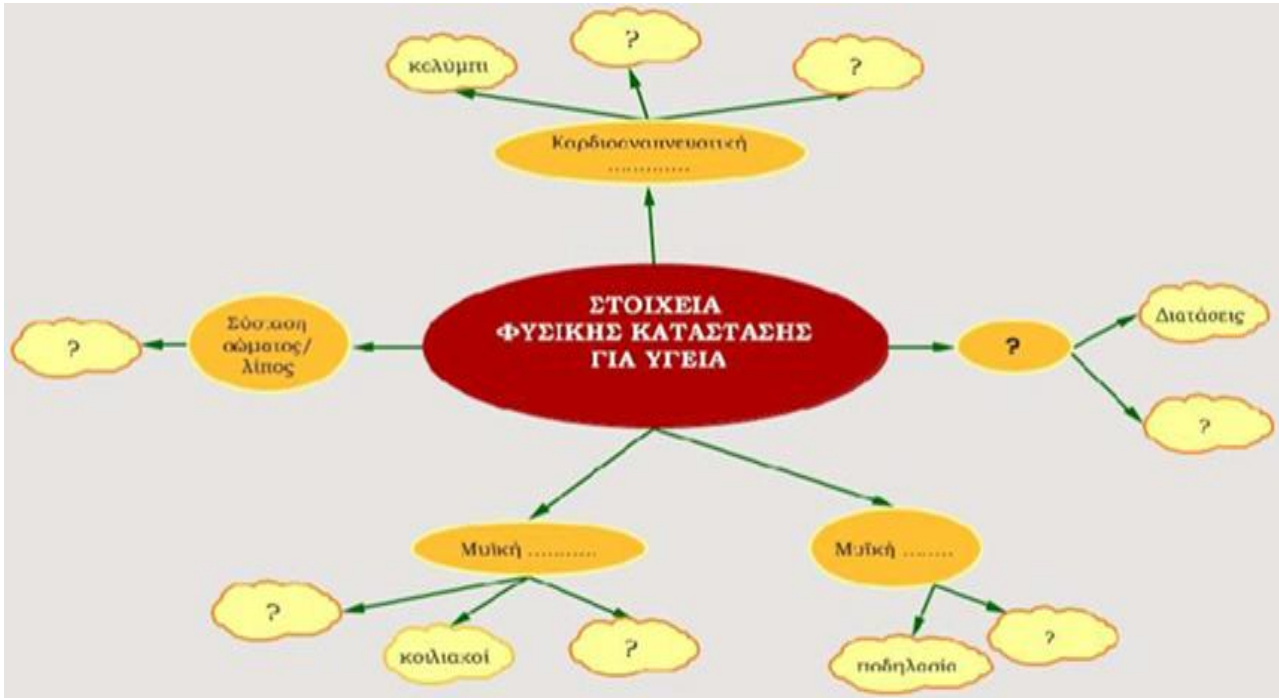 ?
κολύμπι
?
Καρδιοαναπνευστική
.............
ΣΤΟΙΧΕΙΑ
ΦΥΣΙΚΗΣ ΚΑΤΑΣΤΑΣΗΣ
ΓΙΑ ΥΓΕΙΑ
Σύσταση
σώματος/
λίπος
?
?
Διατάσεις
?
Μυϊκή ...........
Μυϊκή ........
?
κοιλιακοί
?
ποδηλασία
?